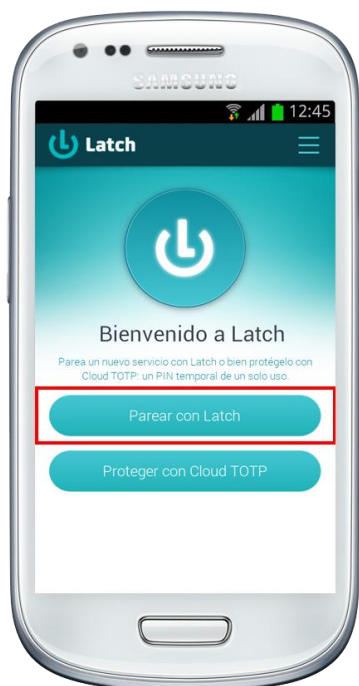 SAMSUNG
12:45
Latch
Bienvenido a Latch
Parea un nuevo servicio con Latch o bien protégelo con
Cloud TOTP: un PIN temporal de un solo uso.
Parear con Latch
Proteger con Cloud TOTP